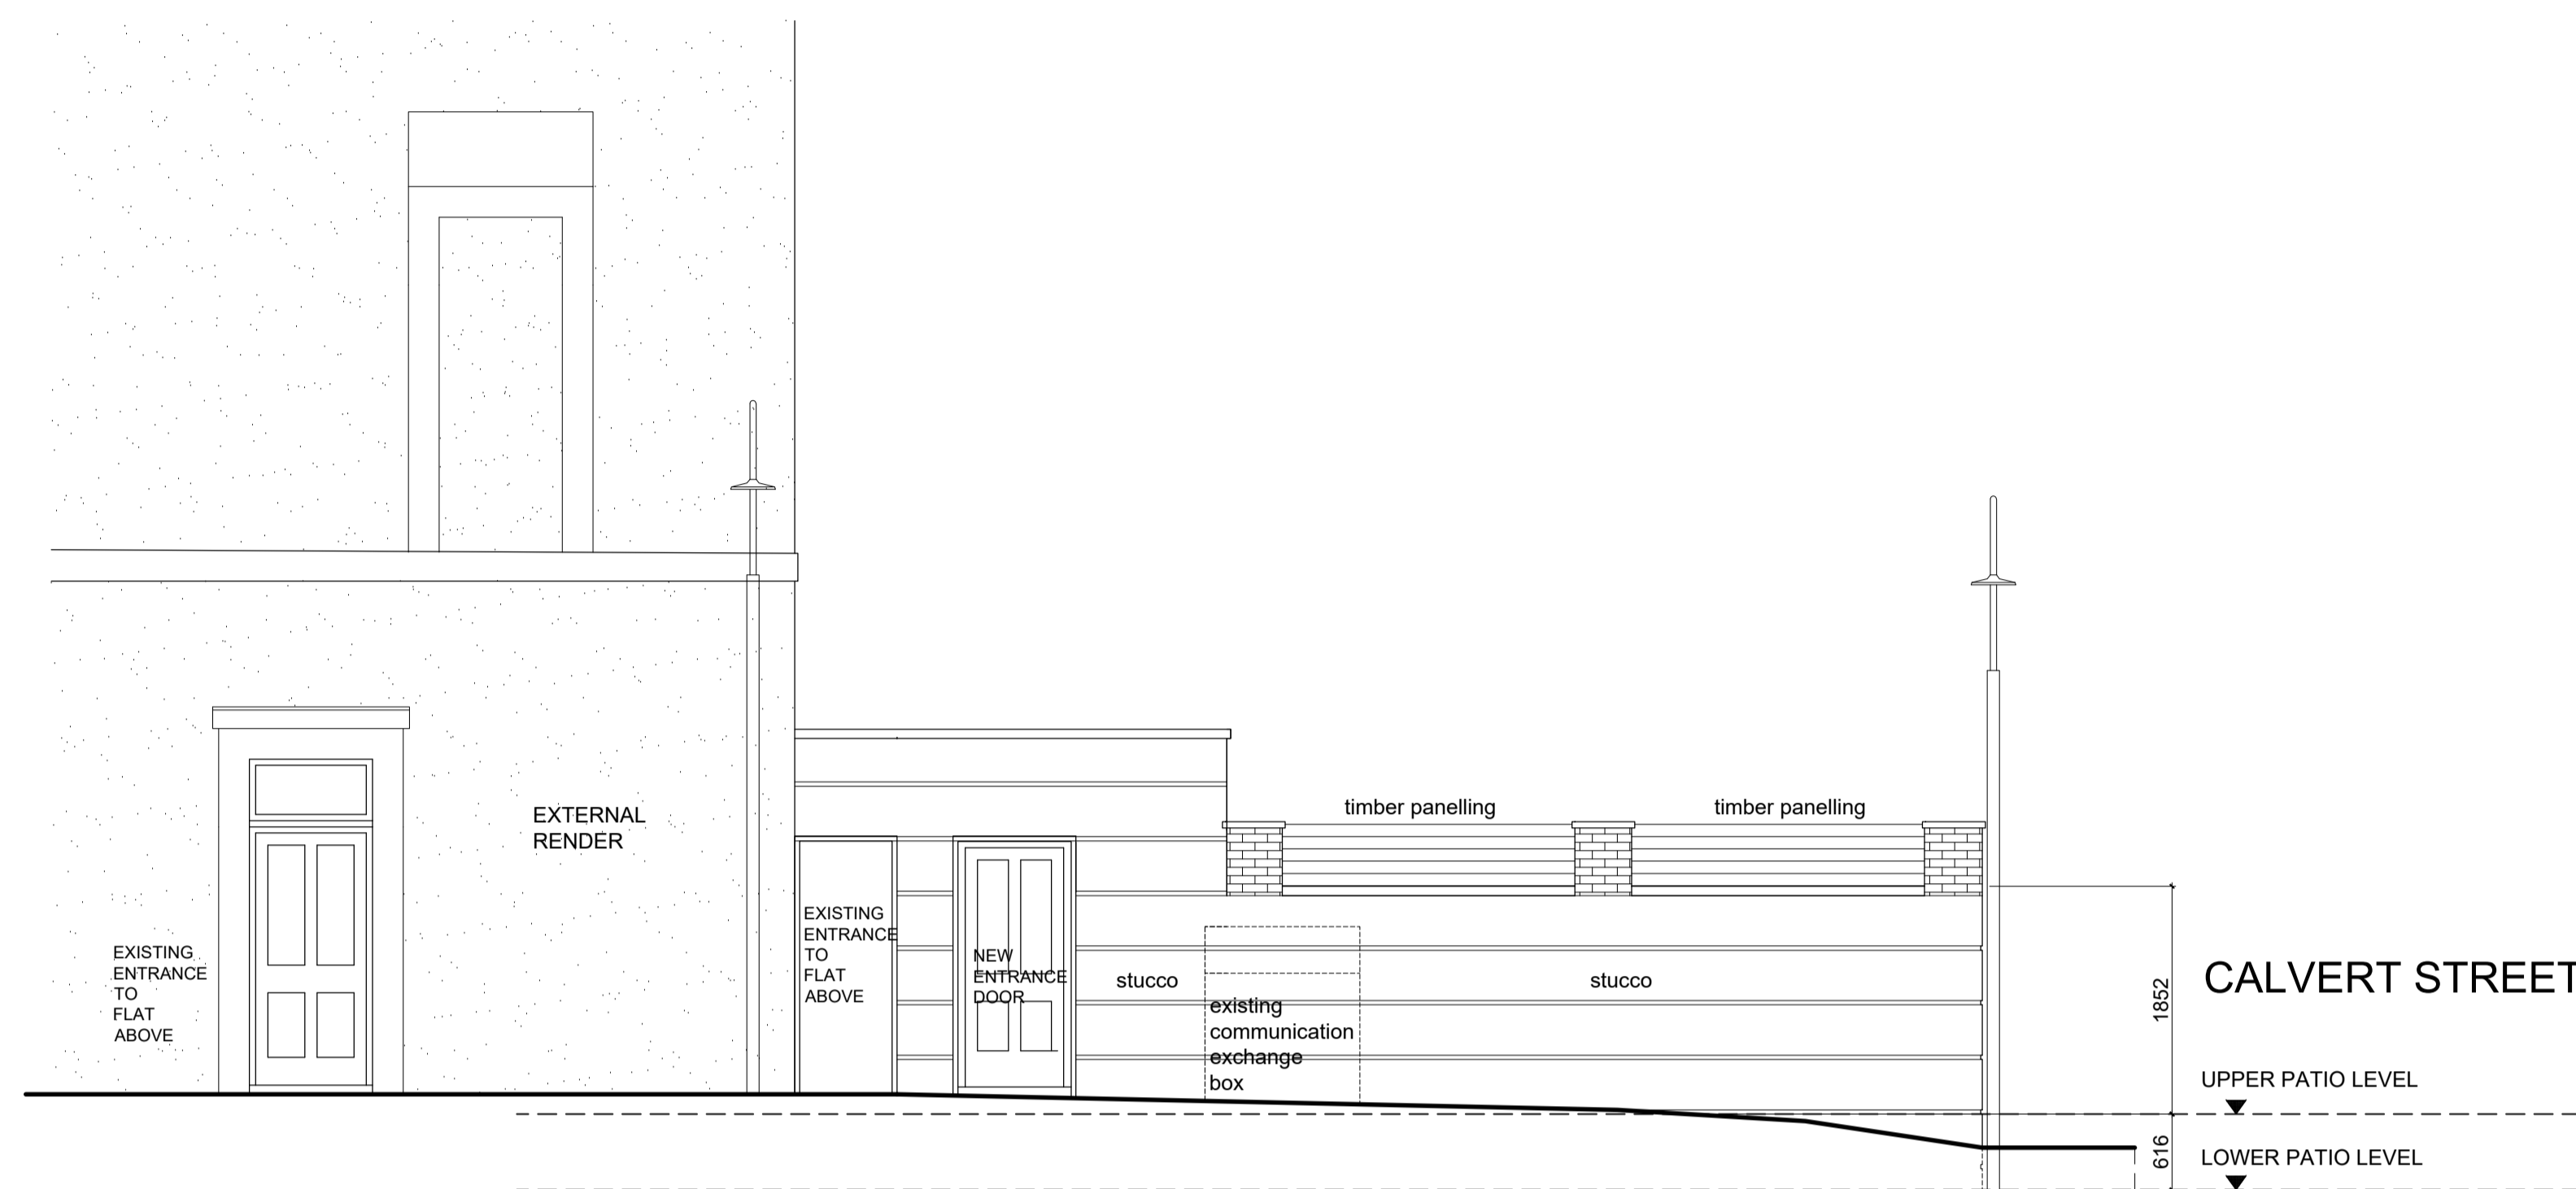 timber panelling
timber panelling
EXTERNAL
RENDER
EXISTING
ENTRANCE
TO
FLAT
ABOVE
EXISTING
ENTRANCE
TO
FLAT
ABOVE
NEW
ENTRANCE
DOOR
stucco
existing
communication
exchange
box
stucco
1852
CALVERT STREET
UPPER PATIO LEVEL
616
LOWER PATIO LEVEL